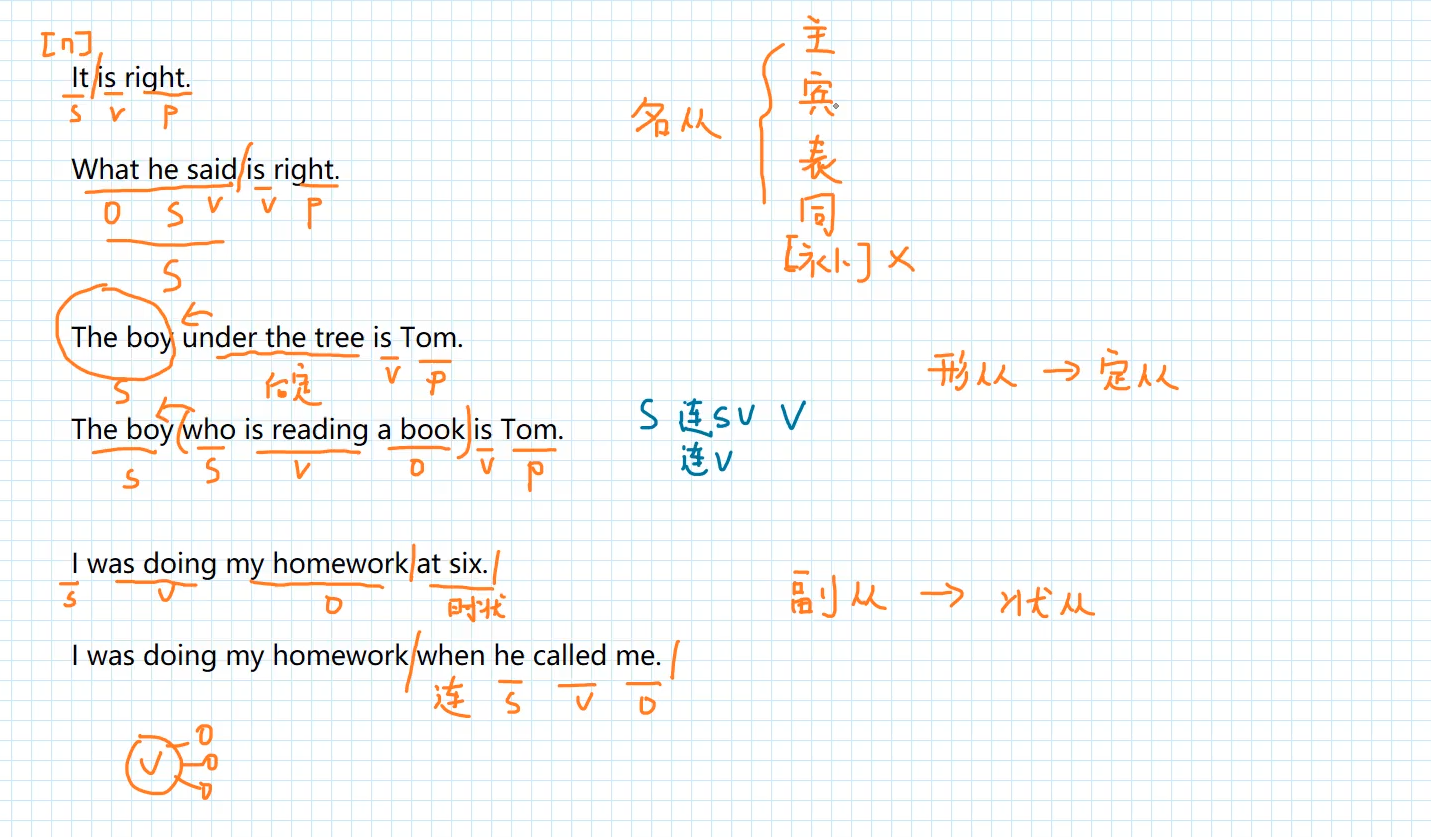 [n]
It is right.
S V P
What he said is right.
O S V V P
S
The boy under the tree is Tom.
S 后定 V P
The boy who is reading a book is Tom.
S S V O V P
I was doing my homework at six.
S V O 时状
I was doing my homework when he called me.
连 S V O
V O
O
O
名从
主
宾
表
同
[补] ×
形从 → 定从
S 连SV V
连V
副从 → 状从